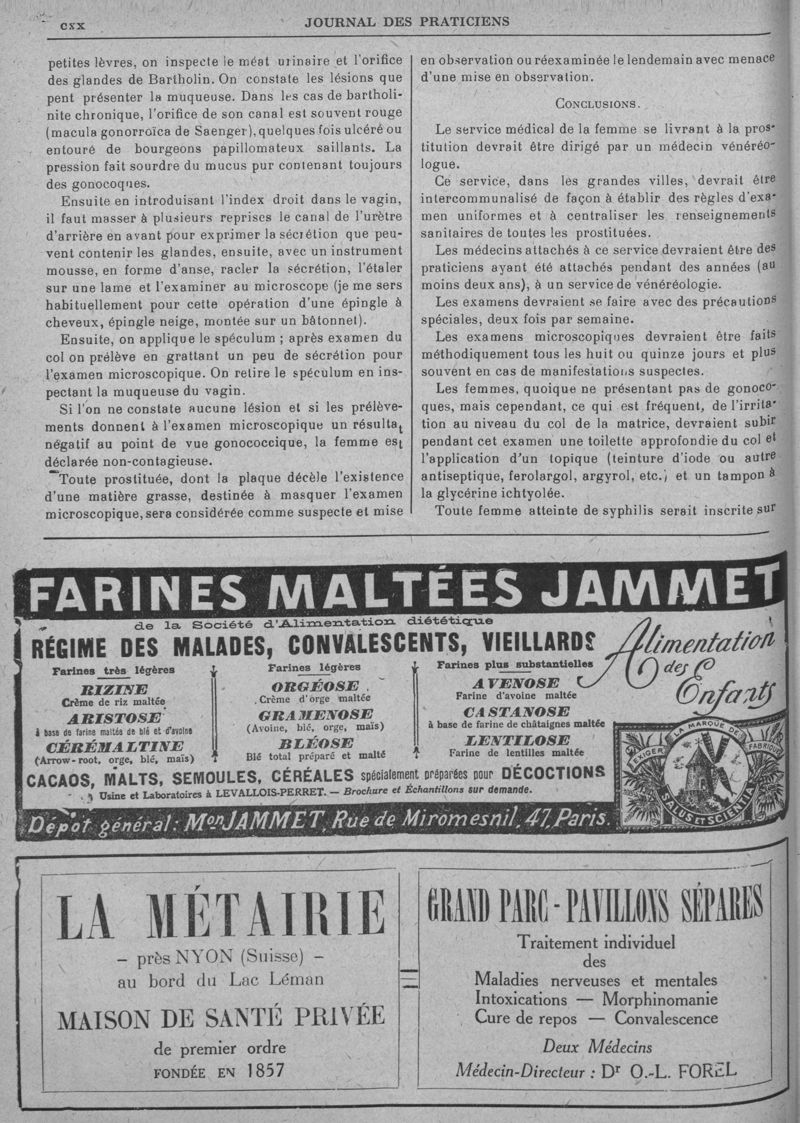 CXX
JOURNAL DES PRATICIENS
petites lèvres, on inspecte le méat urinaire et l'orifice
des glandes de Bartholin. On constate les lésions que
pent présenter la muqueuse. Dans les cas de bartholi-
nite chronique, l'orifice de son canal est souvent rouge
(macula gonorroïca de Saenger), quelques fois ulcéré ou
entouré de bourgeons papillomateux saillants. La
pression fait sourdre du mucus pur contenant toujours
des gonocoques.
Ensuite en introduisant l'index droit dans le vagin,
il faut masser à plusieurs reprises le canal de l'urètre
d'arrière en avant pour exprimer la sécrétion que peu-
vent contenir les glandes, ensuite, avec un instrument
mousse, en forme d'anse, racler la sécrétion, l'étaler
sur une lame et l'examiner au microscope (je me sers
habituellement pour cette opération d'une épingle à
cheveux, épingle neige, montée sur un bâtonnet).
Ensuite, on applique le spéculum ; après examen du
col on prélève en grattant un peu de sécrétion pour
l'examen microscopique. On retire le spéculum en ins-
pectant la muqueuse du vagin.
Si l'on ne constate aucune lésion et si les prélève-
ments donnent à l'examen microscopique un résultat
négatif au point de vue gonococcique, la femme est
déclarée non-contagieuse.
Toute prostituée, dont la plaque décèle l'existence
d'une matière grasse, destinée à masquer l'examen
microscopique, sera considérée comme suspecte et mise
en observation ou réexaminée le lendemain avec menace
d'une mise en observation.
CONCLUSIONS.
Le service médical de la femme se livrant à la pros-
titution devrait être dirigé par un médecin vénéréo-
logue.
Ce service, dans les grandes villes, devrait être
intercommunalisé de façon à établir des règles d'exa-
men uniformes et à centraliser les renseignements
sanitaires de toutes les prostituées.
Les médecins attachés à ce service devraient être des
praticiens ayant été attachés pendant des années (au
moins deux ans), à un service de vénéréologie.
Les examens devraient se faire avec des précautions
spéciales, deux fois par semaine.
Les examens microscopiques devraient être faits
méthodiquement tous les huit ou quinze jours et plus
souvent en cas de manifestations suspectes.
Les femmes, quoique ne présentant pas de gonoco-
ques, mais cependant, ce qui est fréquent, de l'irrita-
tion au niveau du col de la matrice, devraient subir
pendant cet examen une toilette approfondie du col et
l'application d'un topique (teinture d'iode ou autre
antiseptique, ferolargol, argyrol, etc.) et un tampon à
la glycérine ichtyolée.
Toute femme atteinte de syphilis serait inscrite sur
FARINES MALTÉES JAMMET
de la Société d'Alimentation diététique
RÉGIME DES MALADES, CONVALESCENTS, VIEILLARDS
Alimentation
des
Enfants
Farines très légères
RIZINE
Crème de riz maltée
ARISTOSE
à base de farine maltée de blé et d'avoine
CÉRÉMALTINE
(Arrow-root, orge, blé, maïs)
Farines légères
ORGÉOSE
Crème d'orge maltée
GRAMENOSE
(Avoine, blé, orge, maïs)
BLÉOSE
Blé total préparé et malté
Farines plus substantielles
AVENOSE
Farine d'avoine maltée
CASTANOSE
à base de farine de châtaignes maltée
LENTILOSE
Farine de lentilles maltée
CACAOS, MALTS, SEMOULES, CÉRÉALES spécialement préparées pour DÉCOCTIONS
Usine et Laboratoires à LEVALLOIS-PERRET. — Brochure et Échantillons sur demande.
Dépôt général: Mon JAMMET, Rue de Miromesnil, 47, Paris.
EXIGER LA MARQUE DE FABRIQUE
SALUS ET SCIENTIA
LA MÉTAIRIE
– près NYON (Suisse) –
au bord du Lac Léman
MAISON DE SANTÉ PRIVÉE
de premier ordre
FONDÉE EN 1857
GRAND PARC - PAVILLONS SÉPARES
Traitement individuel
des
Maladies nerveuses et mentales
Intoxications — Morphinomanie
Cure de repos — Convalescence
Deux Médecins
Médecin-Directeur : Dr O.-L. FOREL